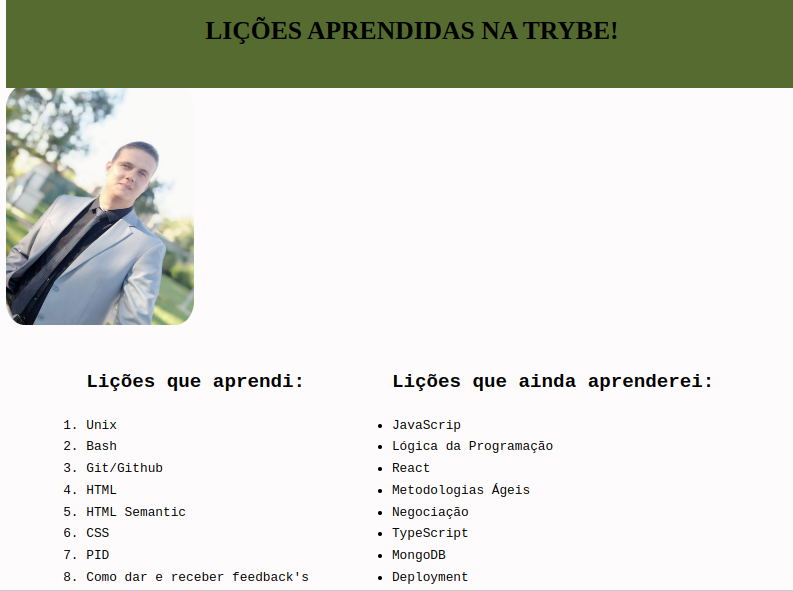 LIÇÕES APRENDIDAS NA TRYBE!
Lições que aprendi:
1. Unix
2. Bash
3. Git/Github
4. HTML
5. HTML Semantic
6. CSS
7. PID
8. Como dar e receber feedback's
Lições que ainda aprenderei:
• JavaScrip
• Lógica da Programação
• React
• Metodologias Ágeis
• Negociação
• TypeScript
• MongoDB
• Deployment